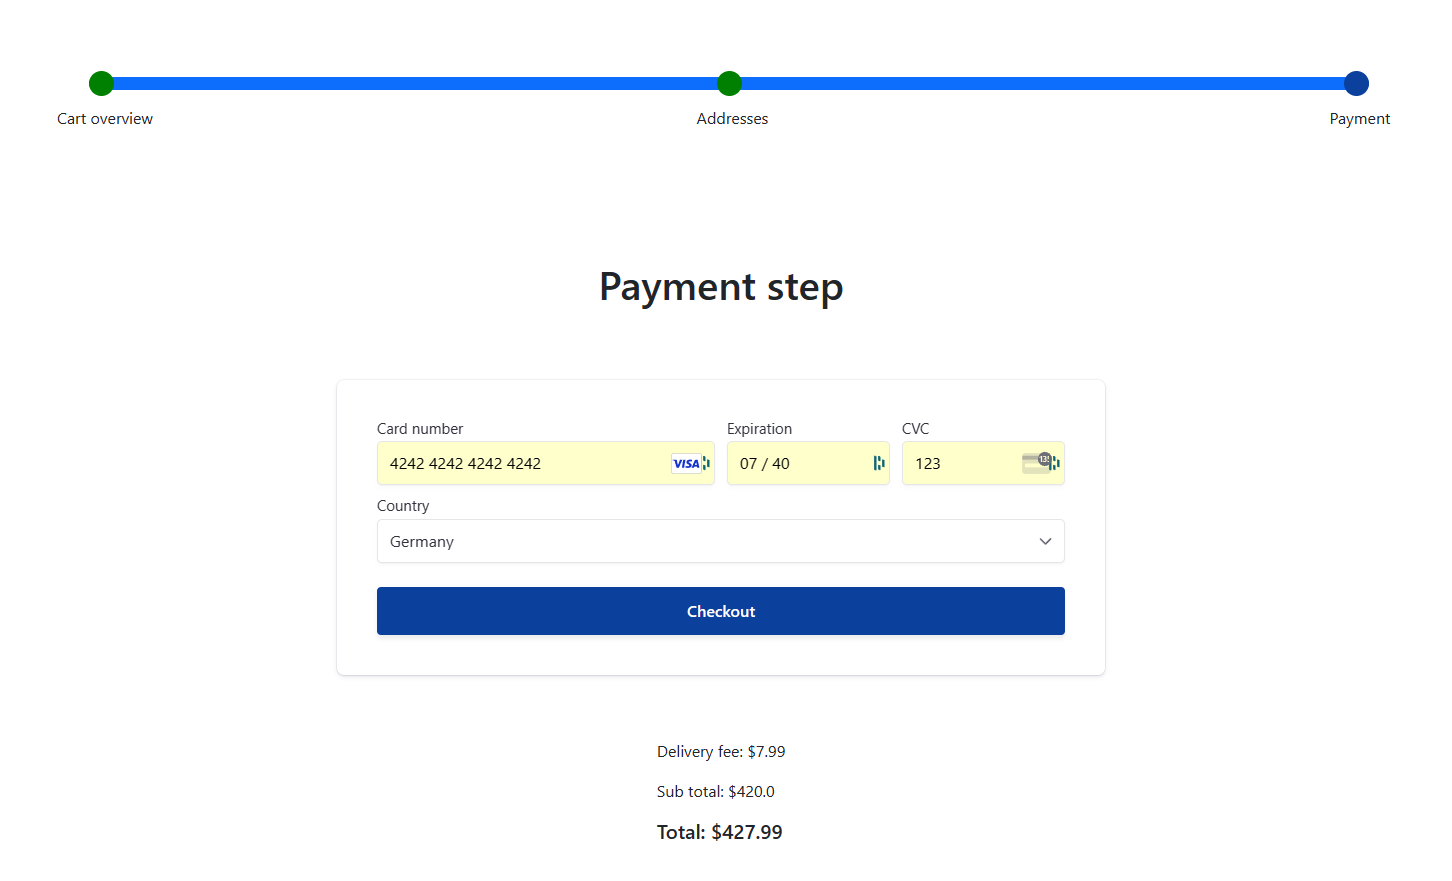 Cart overview Addresses Payment
Payment step
Card number Expiration CVC
4242 4242 4242 4242 VISA 07 / 40 123
Country
Germany
Checkout
Delivery fee: $7.99
Sub total: $420.0
Total: $427.99